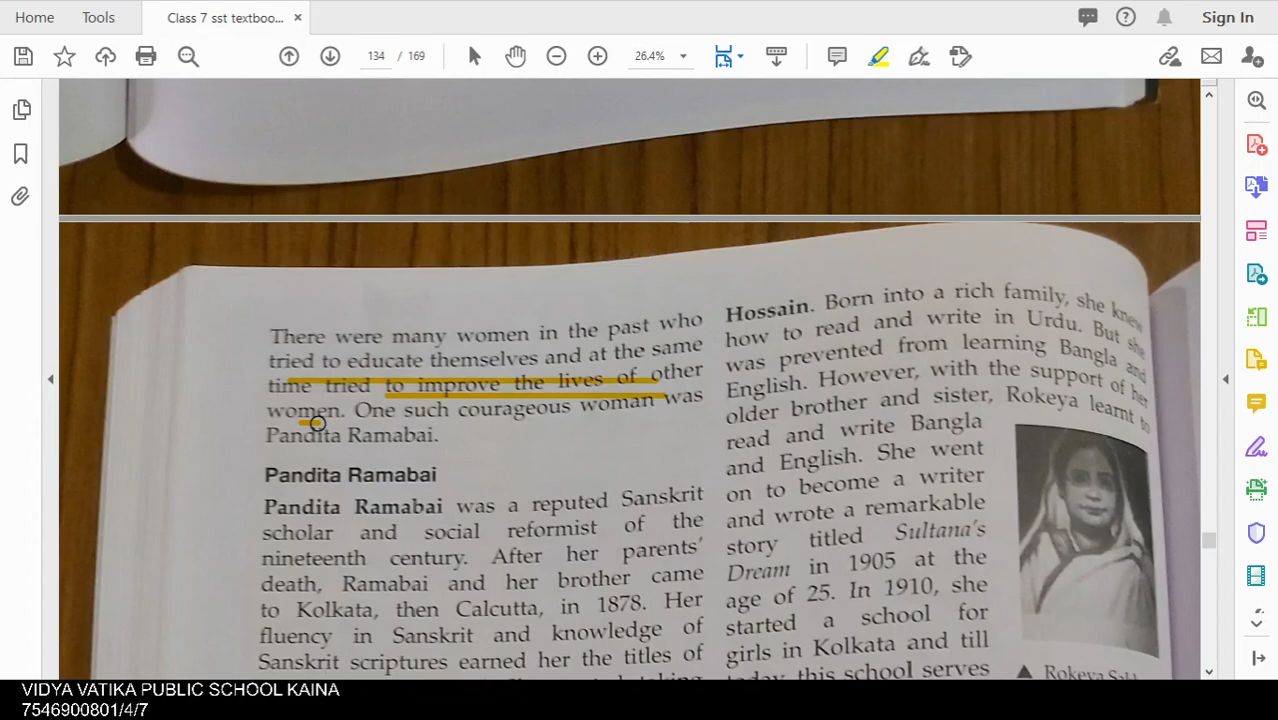 Home
Tools
Class 7 sst textboo...
Sign In
134 / 169
26.4%
There were many women in the past who
tried to educate themselves and at the same
time tried to improve the lives of other
women. One such courageous woman was
Pandita Ramabai.
Pandita Ramabai
Pandita Ramabai was a reputed Sanskrit
scholar and social reformist of the
nineteenth century. After her parents'
death, Ramabai and her brother came
to Kolkata, then Calcutta, in 1878. Her
fluency in Sanskrit and knowledge of
Sanskrit scriptures earned her the titles of
Hossain. Born into a rich family, she knew
how to read and write in Urdu. But she
was prevented from learning Bangla and
English. However, with the support of her
older brother and sister, Rokeya learnt to
read and write Bangla
and English. She went
on to become a writer
and wrote a remarkable
story titled Sultana's
Dream in 1905 at the
age of 25. In 1910, she
started a school for
girls in Kolkata and till
today, this school serves
▲ Rokeya
VIDYA VATIKA PUBLIC SCHOOL KAINA
7546900801/4/7